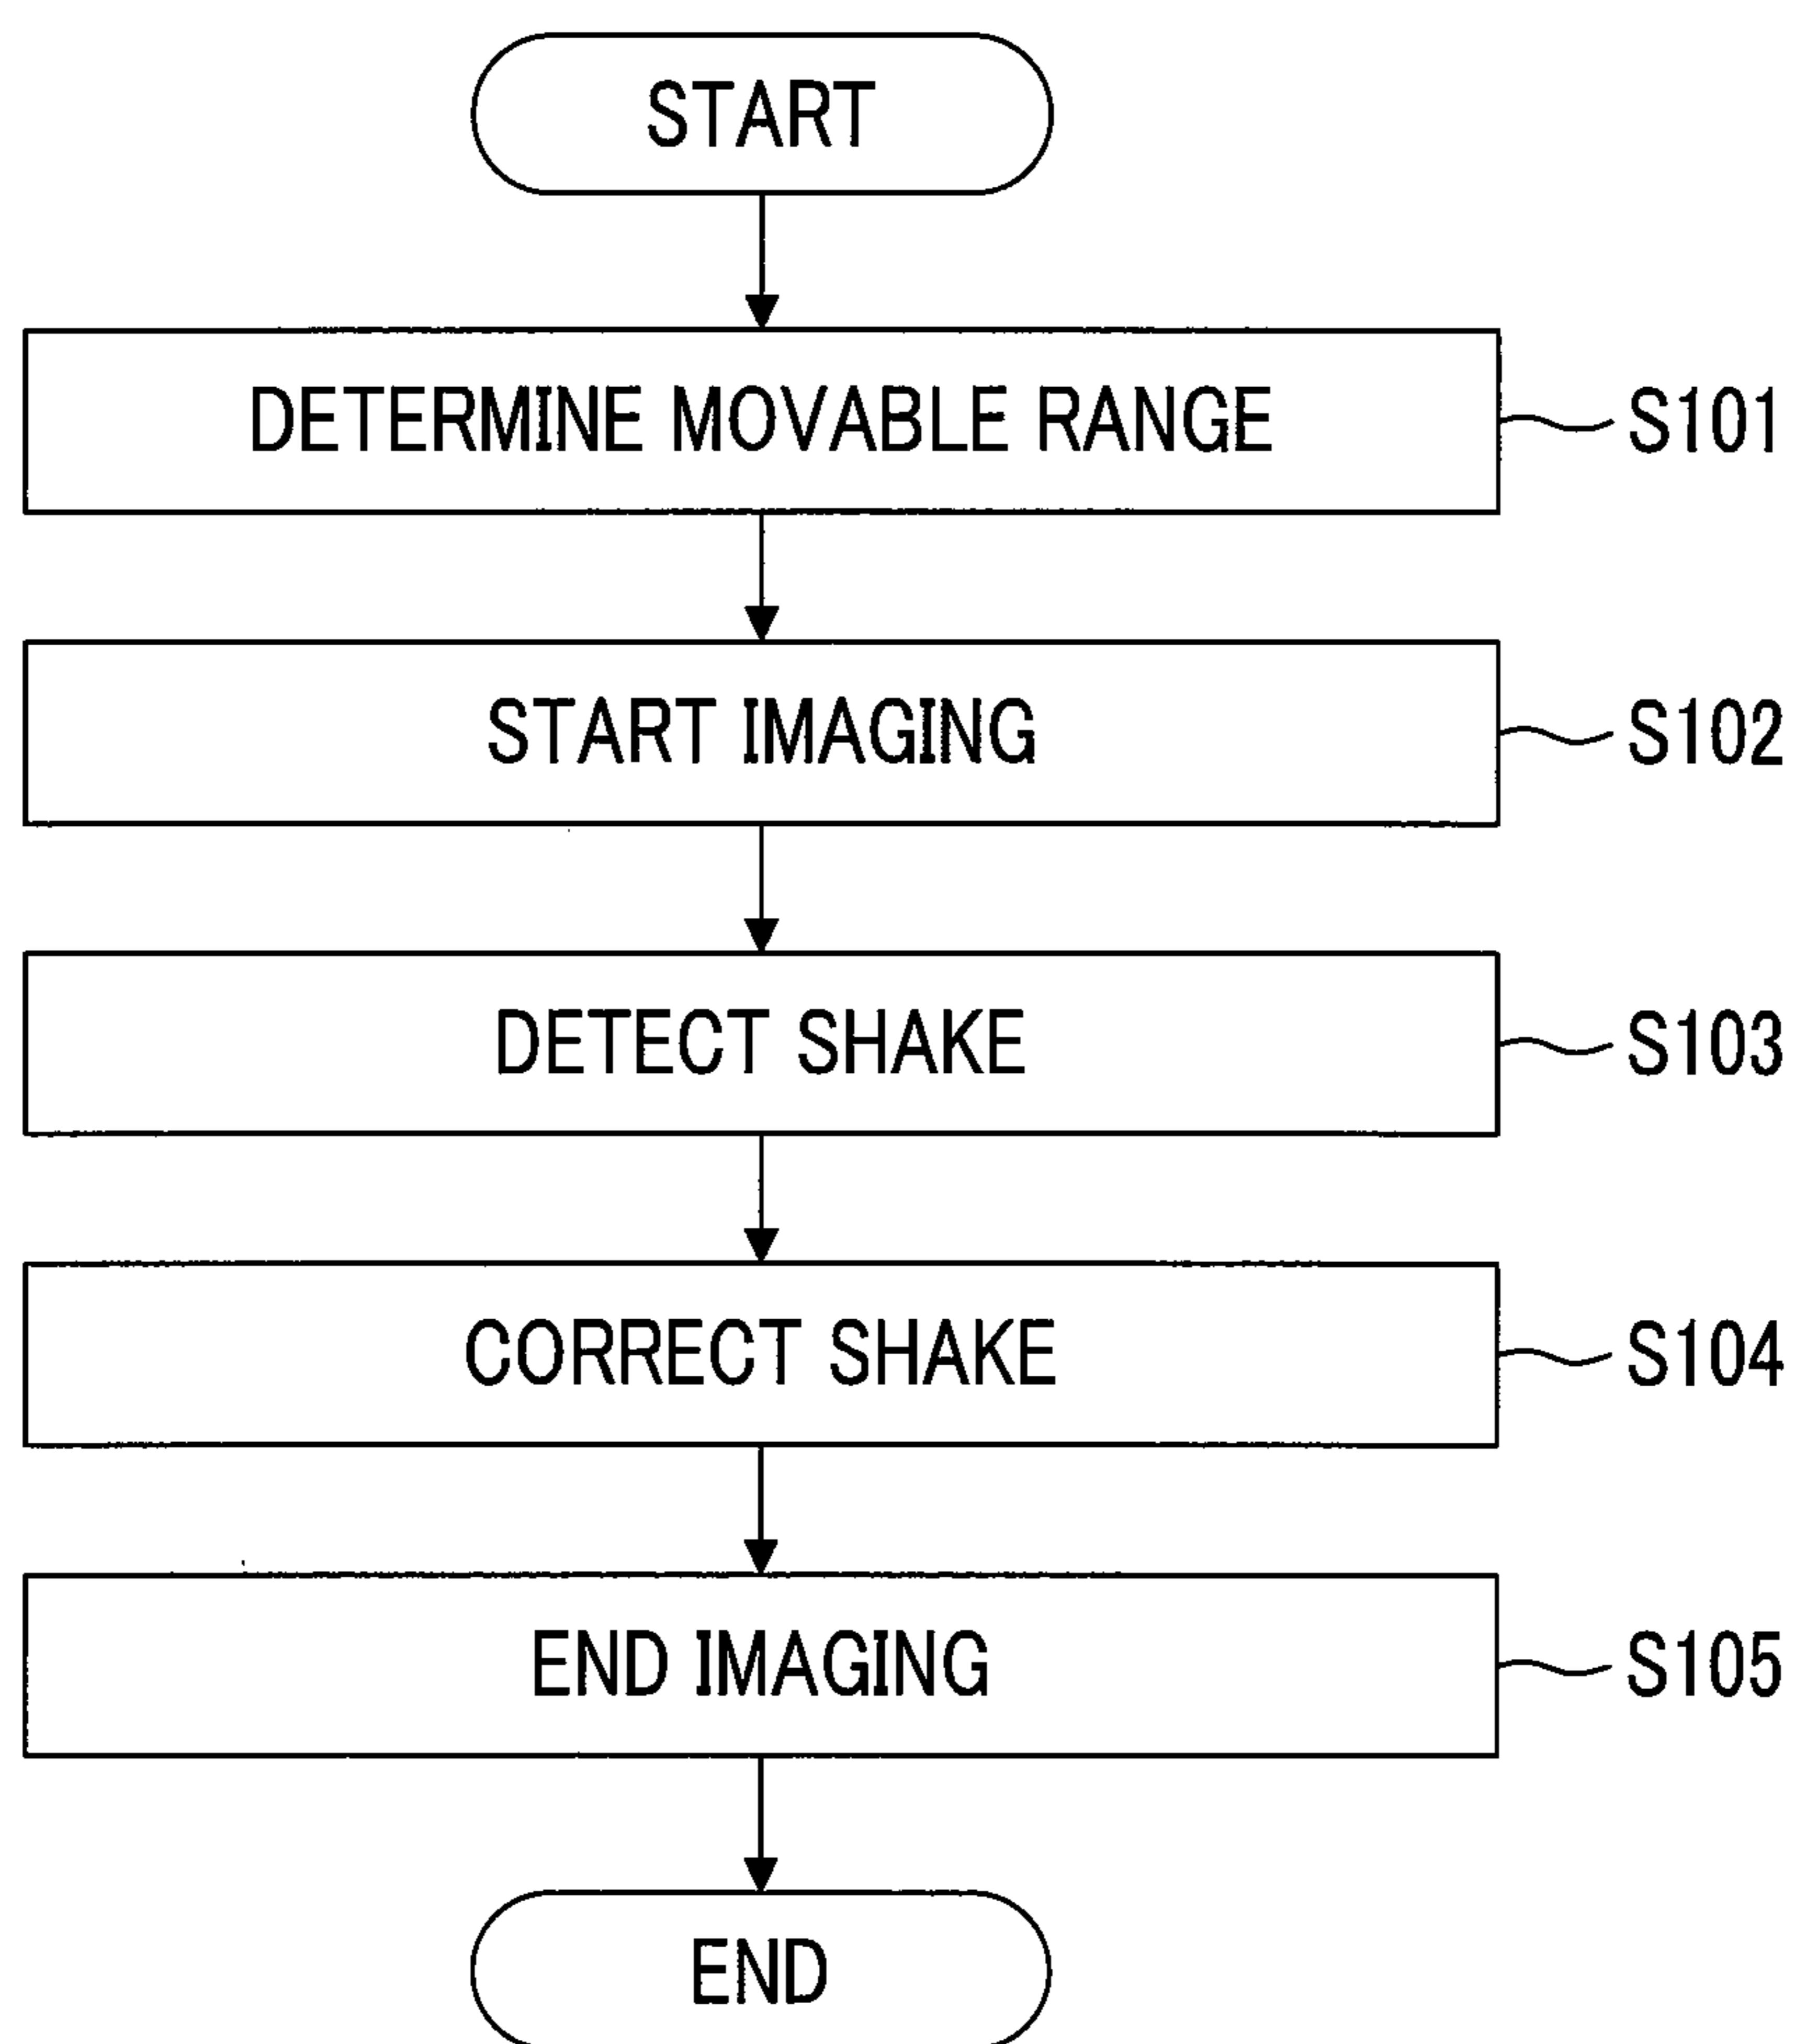 START
DETERMINE MOVABLE RANGE S101
START IMAGING S102
DETECT SHAKE S103
CORRECT SHAKE S104
END IMAGING S105
END